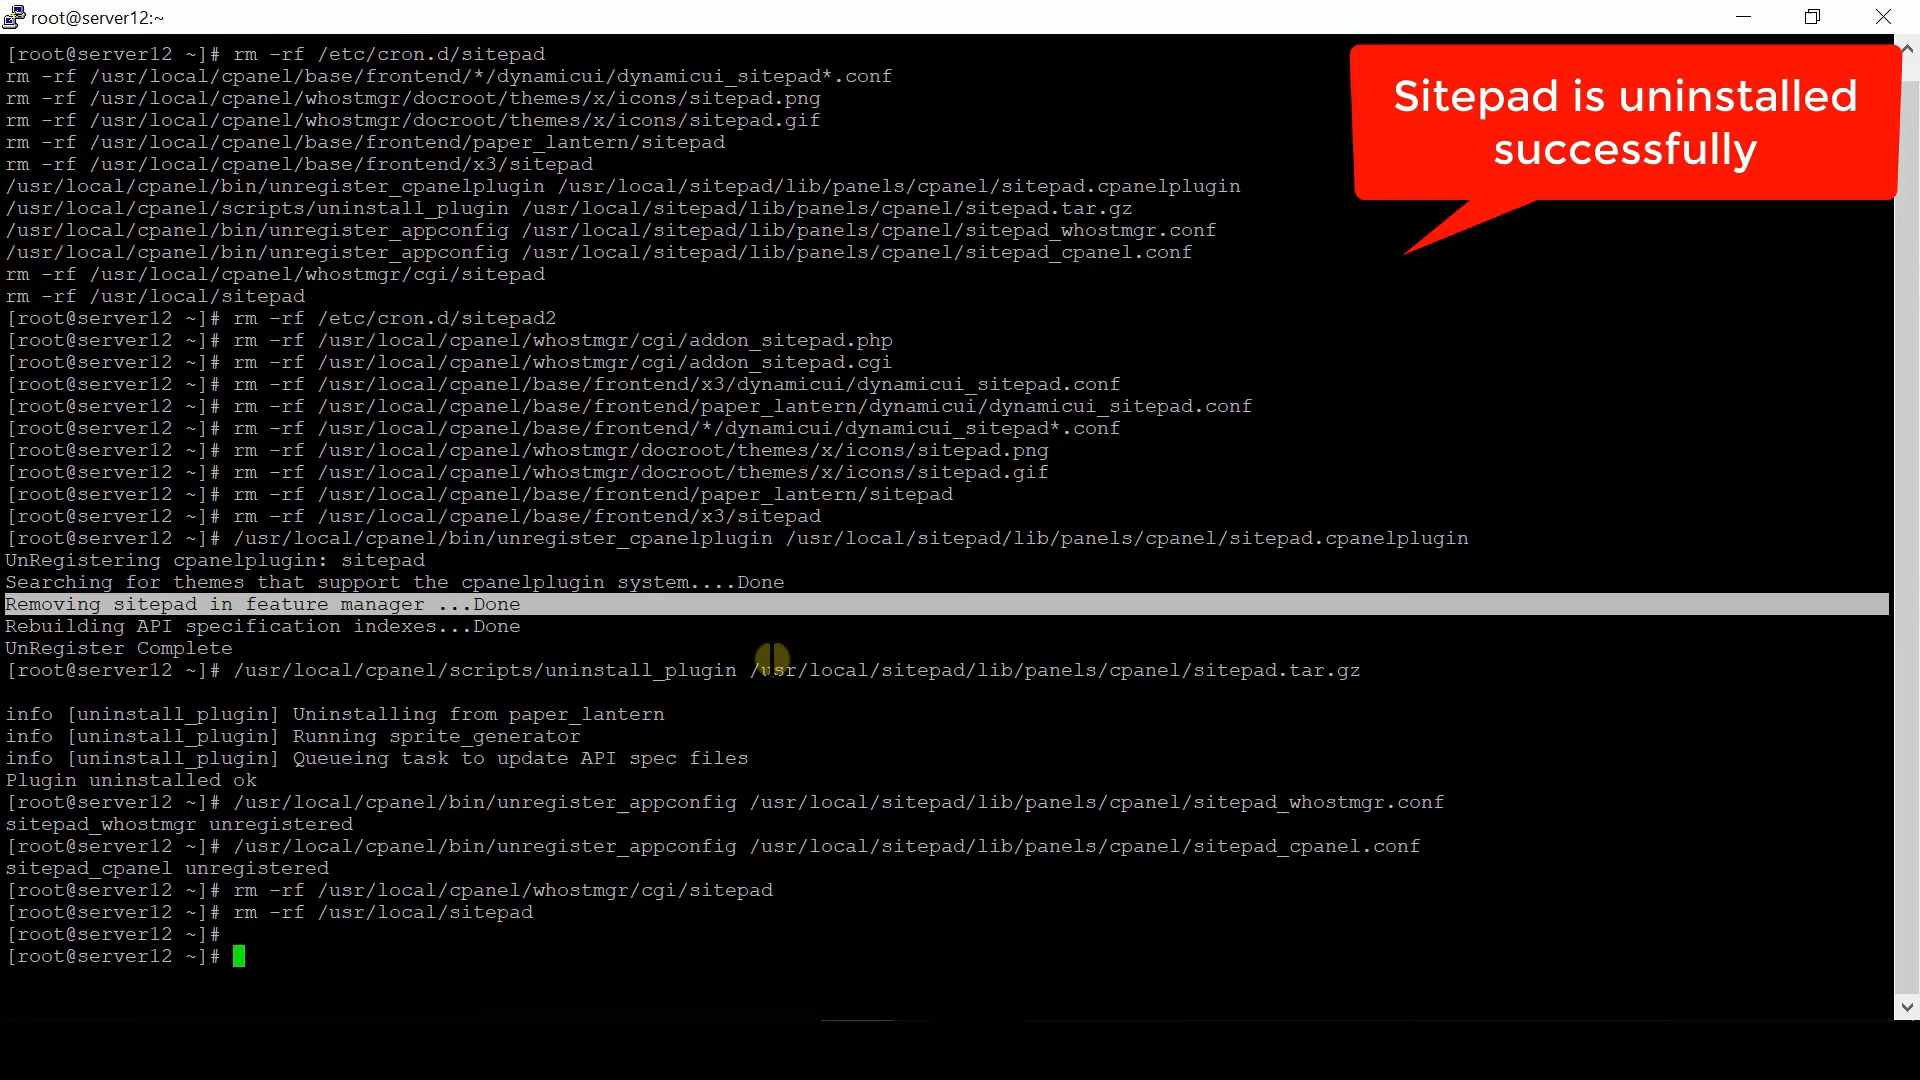 root@server12:~
[root@server12 ~]# rm -rf /etc/cron.d/sitepad
rm -rf /usr/local/cpanel/base/frontend/*/dynamicui/dynamicui_sitepad*.conf
rm -rf /usr/local/cpanel/whostmgr/docroot/themes/x/icons/sitepad.png
rm -rf /usr/local/cpanel/whostmgr/docroot/themes/x/icons/sitepad.gif
rm -rf /usr/local/cpanel/base/frontend/paper_lantern/sitepad
rm -rf /usr/local/cpanel/base/frontend/x3/sitepad
/usr/local/cpanel/bin/unregister_cpanelplugin /usr/local/sitepad/lib/panels/cpanel/sitepad.cpanelplugin
/usr/local/cpanel/scripts/uninstall_plugin /usr/local/sitepad/lib/panels/cpanel/sitepad.tar.gz
/usr/local/cpanel/bin/unregister_appconfig /usr/local/sitepad/lib/panels/cpanel/sitepad_whostmgr.conf
/usr/local/cpanel/bin/unregister_appconfig /usr/local/sitepad/lib/panels/cpanel/sitepad_cpanel.conf
rm -rf /usr/local/cpanel/whostmgr/cgi/sitepad
rm -rf /usr/local/sitepad
[root@server12 ~]# rm -rf /etc/cron.d/sitepad2
[root@server12 ~]# rm -rf /usr/local/cpanel/whostmgr/cgi/addon_sitepad.php
[root@server12 ~]# rm -rf /usr/local/cpanel/whostmgr/cgi/addon_sitepad.cgi
[root@server12 ~]# rm -rf /usr/local/cpanel/base/frontend/x3/dynamicui/dynamicui_sitepad.conf
[root@server12 ~]# rm -rf /usr/local/cpanel/base/frontend/paper_lantern/dynamicui/dynamicui_sitepad.conf
[root@server12 ~]# rm -rf /usr/local/cpanel/base/frontend/*/dynamicui/dynamicui_sitepad*.conf
[root@server12 ~]# rm -rf /usr/local/cpanel/whostmgr/docroot/themes/x/icons/sitepad.png
[root@server12 ~]# rm -rf /usr/local/cpanel/whostmgr/docroot/themes/x/icons/sitepad.gif
[root@server12 ~]# rm -rf /usr/local/cpanel/base/frontend/paper_lantern/sitepad
[root@server12 ~]# rm -rf /usr/local/cpanel/base/frontend/x3/sitepad
[root@server12 ~]# /usr/local/cpanel/bin/unregister_cpanelplugin /usr/local/sitepad/lib/panels/cpanel/sitepad.cpanelplugin
UnRegistering cpanelplugin: sitepad
Searching for themes that support the cpanelplugin system....Done
Removing sitepad in feature manager ...Done
Rebuilding API specification indexes...Done
UnRegister Complete
[root@server12 ~]# /usr/local/cpanel/scripts/uninstall_plugin /usr/local/sitepad/lib/panels/cpanel/sitepad.tar.gz
info [uninstall_plugin] Uninstalling from paper_lantern
info [uninstall_plugin] Running sprite_generator
info [uninstall_plugin] Queueing task to update API spec files
Plugin uninstalled ok
[root@server12 ~]# /usr/local/cpanel/bin/unregister_appconfig /usr/local/sitepad/lib/panels/cpanel/sitepad_whostmgr.conf
sitepad_whostmgr unregistered
[root@server12 ~]# /usr/local/cpanel/bin/unregister_appconfig /usr/local/sitepad/lib/panels/cpanel/sitepad_cpanel.conf
sitepad_cpanel unregistered
[root@server12 ~]# rm -rf /usr/local/cpanel/whostmgr/cgi/sitepad
[root@server12 ~]# rm -rf /usr/local/sitepad
[root@server12 ~]#
[root@server12 ~]#
Sitepad is uninstalled
successfully